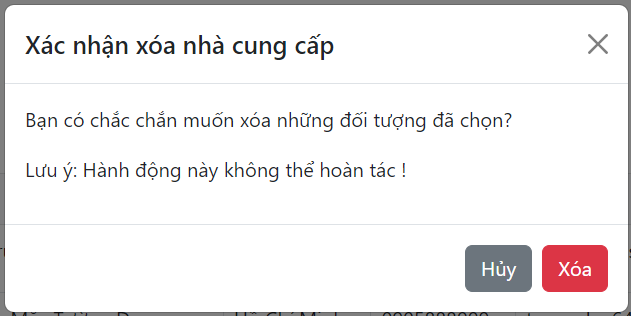 Xác nhận xóa nhà cung cấp
Bạn có chắc chắn muốn xóa những đối tượng đã chọn?
Lưu ý: Hành động này không thể hoàn tác !
Hủy Xóa